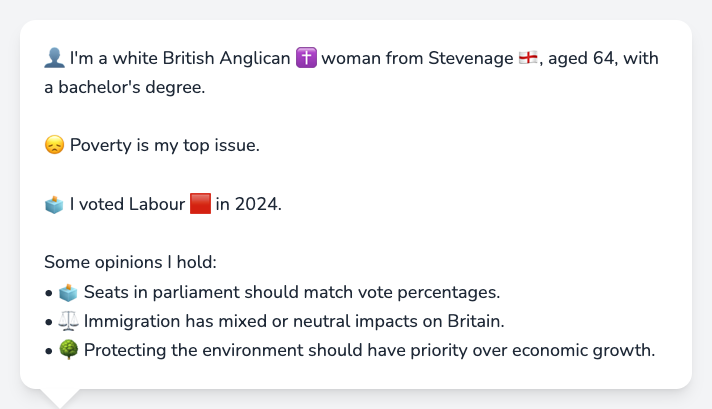 👤 I'm a white British Anglican ✝️ woman from Stevenage 🏴󠁧󠁢󠁥󠁮󠁧󠁿, aged 64, with
a bachelor's degree.
😞 Poverty is my top issue.
🗳️ I voted Labour 🟥 in 2024.
Some opinions I hold:
• 🗳️ Seats in parliament should match vote percentages.
• ⚖️ Immigration has mixed or neutral impacts on Britain.
• 🌳 Protecting the environment should have priority over economic growth.